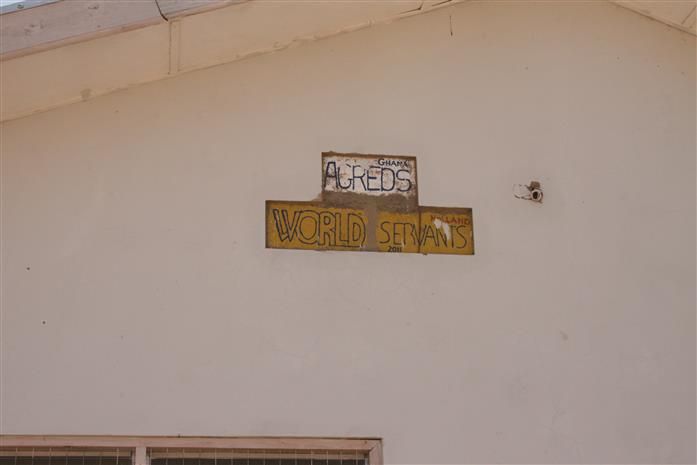 GHANA
AGREDS
HOLLAND
WORLD SERVANTS
2011